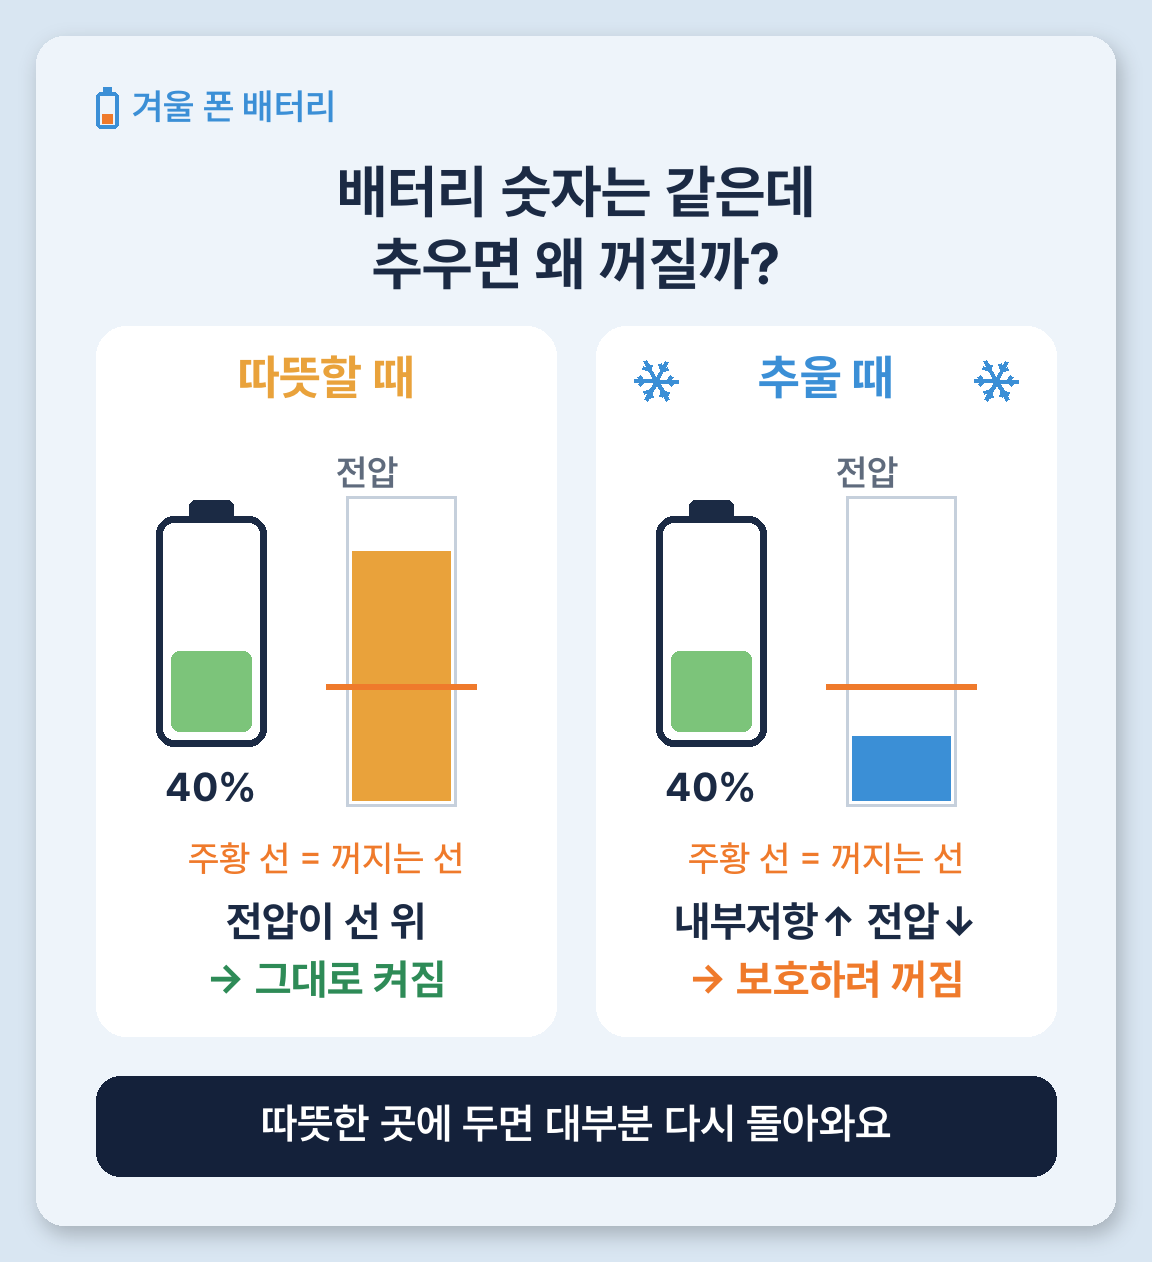 겨울 폰 배터리
배터리 숫자는 같은데
추우면 왜 꺼질까?
따뜻할 때
전압
40%
주황 선 = 꺼지는 선
전압이 선 위
→ 그대로 켜짐
추울 때
전압
40%
주황 선 = 꺼지는 선
내부저항↑ 전압↓
→ 보호하려 꺼짐
따뜻한 곳에 두면 대부분 다시 돌아와요